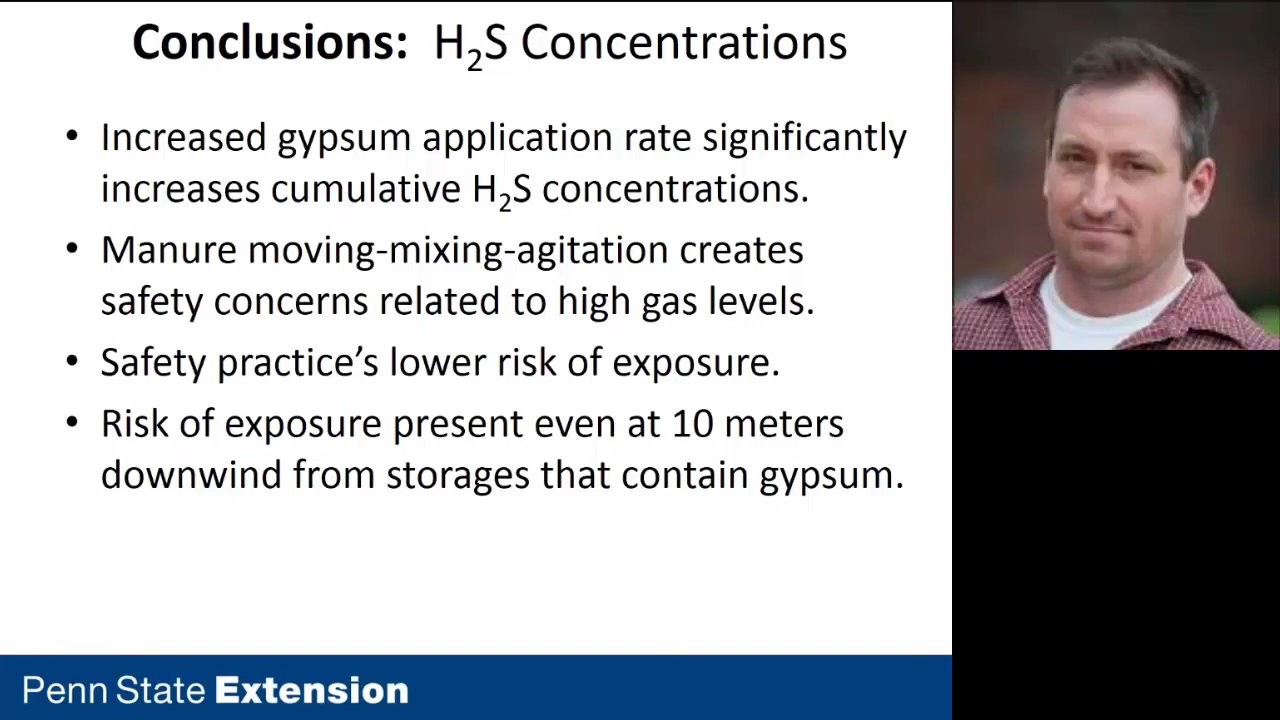 Conclusions: H₂S Concentrations
• Increased gypsum application rate significantly
increases cumulative H₂S concentrations.
• Manure moving-mixing-agitation creates
safety concerns related to high gas levels.
• Safety practice’s lower risk of exposure.
• Risk of exposure present even at 10 meters
downwind from storages that contain gypsum.
Penn State Extension